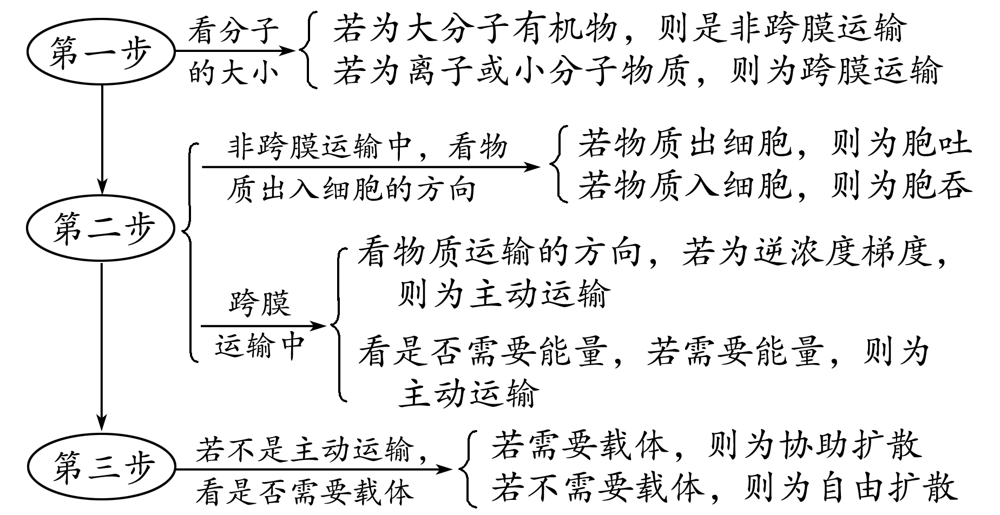 第一步
看分子
的大小
若为大分子有机物，则是非跨膜运输
若为离子或小分子物质，则为跨膜运输
第二步
非跨膜运输中，看物
质出入细胞的方向
若物质出细胞，则为胞吐
若物质入细胞，则为胞吞
跨膜
运输中
看物质运输的方向，若为逆浓度梯度，
则为主动运输
看是否需要能量，若需要能量，则为
主动运输
第三步
若不是主动运输，
看是否需要载体
若需要载体，则为协助扩散
若不需要载体，则为自由扩散